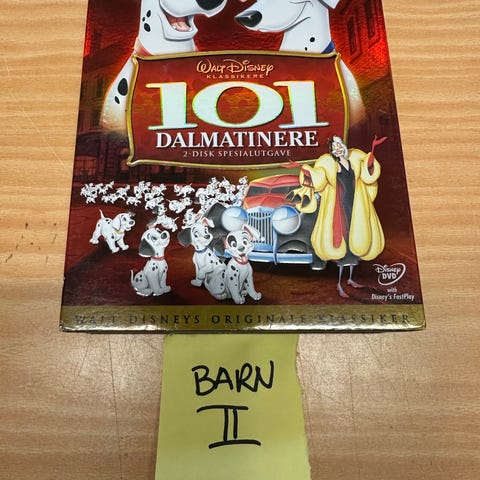 WALT DISNEY
KLASSIKERE
101
DALMATINERE
2-DISK SPESIALUTGAVE
Disney
DVD
with
Disney's FastPlay
WALT DISNEYS ORIGINALE KLASSIKER
BARN
II